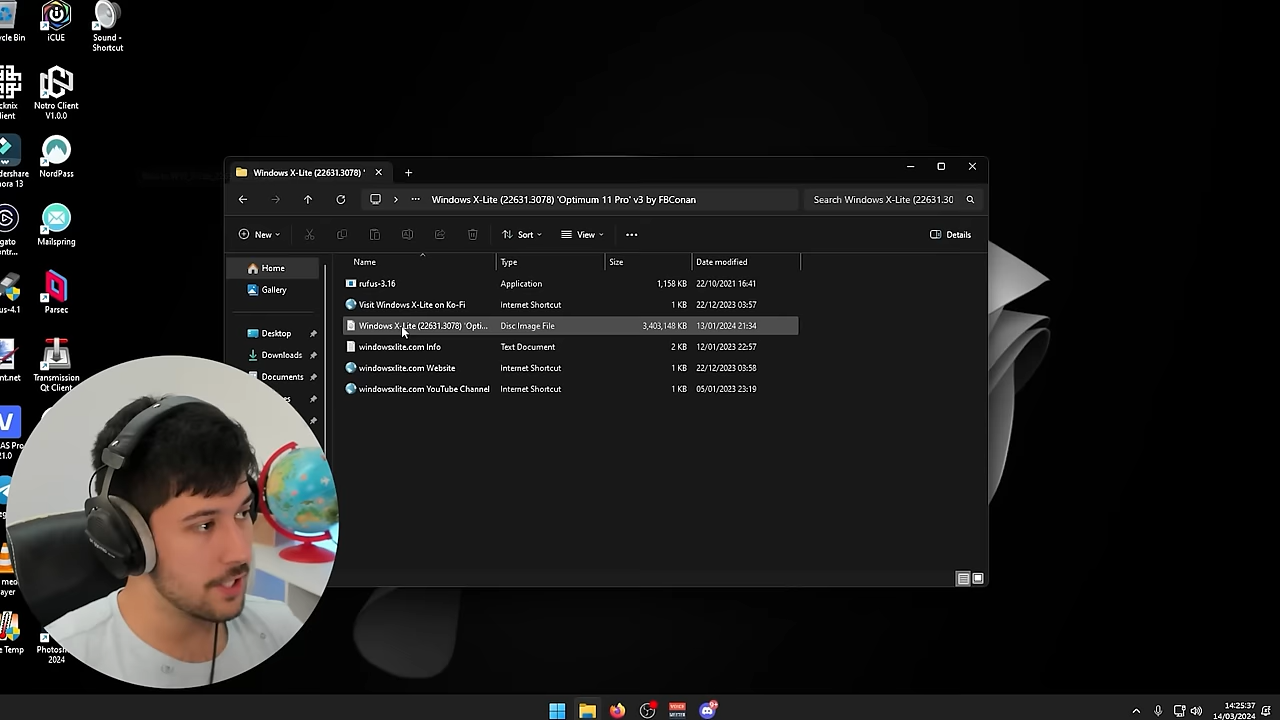 cle Bin
iCUE
Sound -
Shortcut
Notro Client
V1.0.0
NordPass
Mailspring
Parsec
Transmission
Qt Client
Photosh
2024
Windows X-Lite (22631.3078) '
Windows X-Lite (22631.3078) 'Optimum 11 Pro' v3 by FBConan
Search Windows X-Lite (22631.30
New
Sort
View
Details
Name Type Size Date modified
Home
Gallery
Desktop
Downloads
Documents
rufus-3.16 Application 1,158 KB 22/10/2021 16:41
Visit Windows X-Lite on Ko-Fi Internet Shortcut 1 KB 22/12/2023 03:57
Windows X-Lite (22631.3078) 'Opti... Disc Image File 3,403,148 KB 13/01/2024 21:34
windowsxlite.com Info Text Document 2 KB 12/01/2023 22:57
windowsxlite.com Website Internet Shortcut 1 KB 22/12/2023 03:58
windowsxlite.com YouTube Channel Internet Shortcut 1 KB 05/01/2023 23:19
14:25:37
14/03/2024